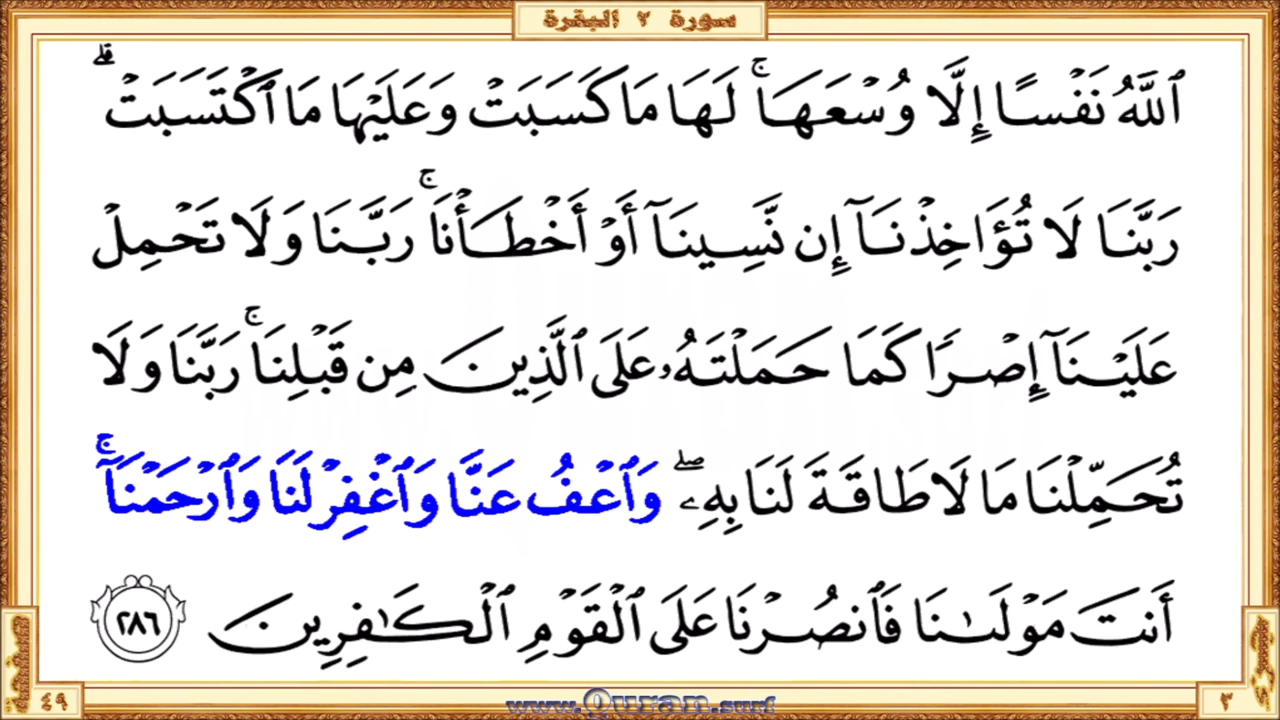 سورة ٢ البقرة
ٱللَّهُ نَفْسًا إِلَّا وُسْعَهَا ۚ لَهَا مَا كَسَبَتْ وَعَلَيْهَا مَا ٱكْتَسَبَتْ ۗ
رَبَّنَا لَا تُؤَاخِذْنَآ إِن نَّسِينَآ أَوْ أَخْطَأْنَا ۚ رَبَّنَا وَلَا تَحْمِلْ
عَلَيْنَآ إِصْرًا كَمَا حَمَلْتَهُۥ عَلَى ٱلَّذِينَ مِن قَبْلِنَا ۚ رَبَّنَا وَلَا
تُحَمِّلْنَا مَا لَا طَاقَةَ لَنَا بِهِۦ ۖ وَٱعْفُ عَنَّا وَٱغْفِرْ لَنَا وَٱرْحَمْنَآ ۚ
أَنتَ مَوْلَىٰنَا فَٱنصُرْنَا عَلَى ٱلْقَوْمِ ٱلْكَٰفِرِينَ ٢٨٦
صفحة
٤٩
www.Quran.surf
٣